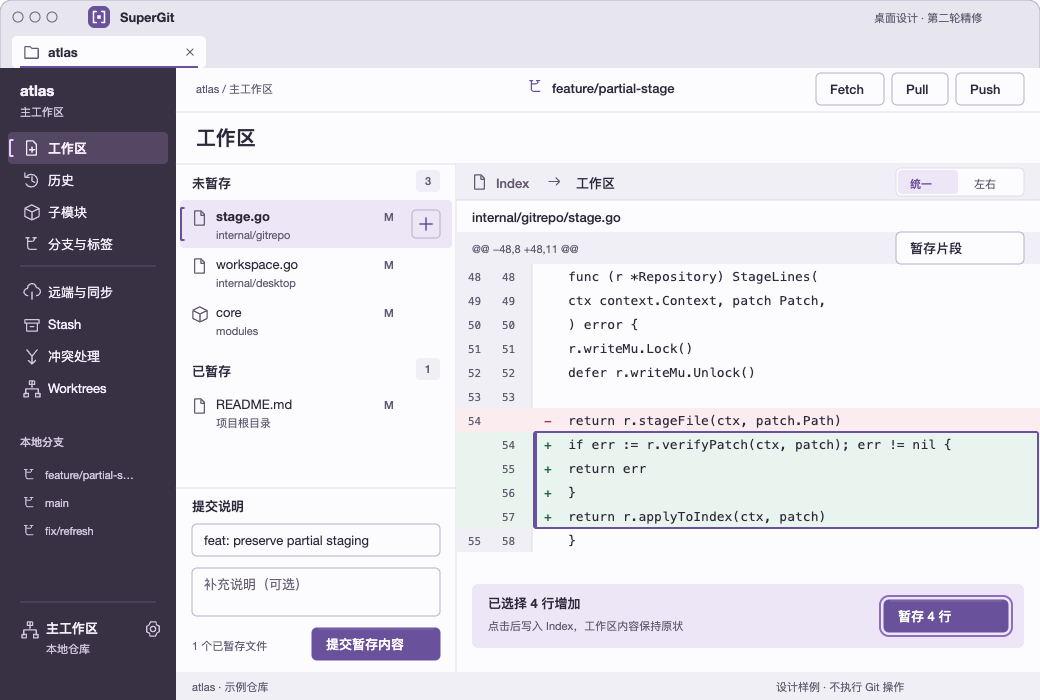 SuperGit
桌面设计 · 第二轮精修
atlas
atlas
主工作区
工作区
历史
子模块
分支与标签
远端与同步
Stash
冲突处理
Worktrees
本地分支
feature/partial-s…
main
fix/refresh
主工作区
本地仓库
atlas / 主工作区
feature/partial-stage
Fetch
Pull
Push
工作区
未暂存
3
stage.go
M
internal/gitrepo
workspace.go
M
internal/desktop
core
M
modules
已暂存
1
README.md
M
项目根目录
提交说明
feat: preserve partial staging
补充说明（可选）
1 个已暂存文件
提交暂存内容
Index → 工作区
统一
左右
internal/gitrepo/stage.go
@@ −48,8 +48,11 @@
暂存片段
48 48 func (r *Repository) StageLines(
49 49 ctx context.Context, patch Patch,
50 50 ) error {
51 51 r.writeMu.Lock()
52 52 defer r.writeMu.Unlock()
53 53
54 − return r.stageFile(ctx, patch.Path)
54 + if err := r.verifyPatch(ctx, patch); err != nil {
55 + return err
56 + }
57 + return r.applyToIndex(ctx, patch)
55 58 }
已选择 4 行增加
点击后写入 Index，工作区内容保持原状
暂存 4 行
atlas · 示例仓库
设计样例 · 不执行 Git 操作